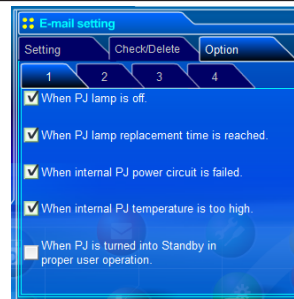 E-mail setting
Setting Check/Delete Option
1 2 3 4
When PJ lamp is off.
When PJ lamp replacement time is reached.
When internal PJ power circuit is failed.
When internal PJ temperature is too high.
When PJ is turned into Standby in
proper user operation.